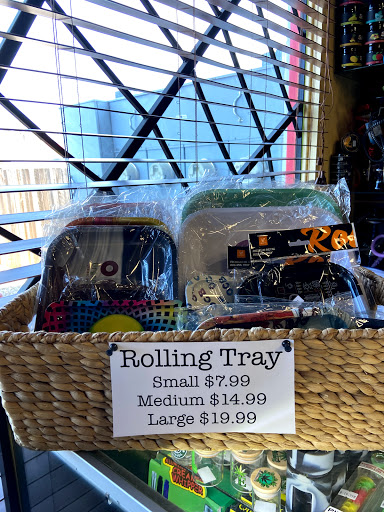 Rolling Tray
Small $7.99
Medium $14.99
Large $19.99